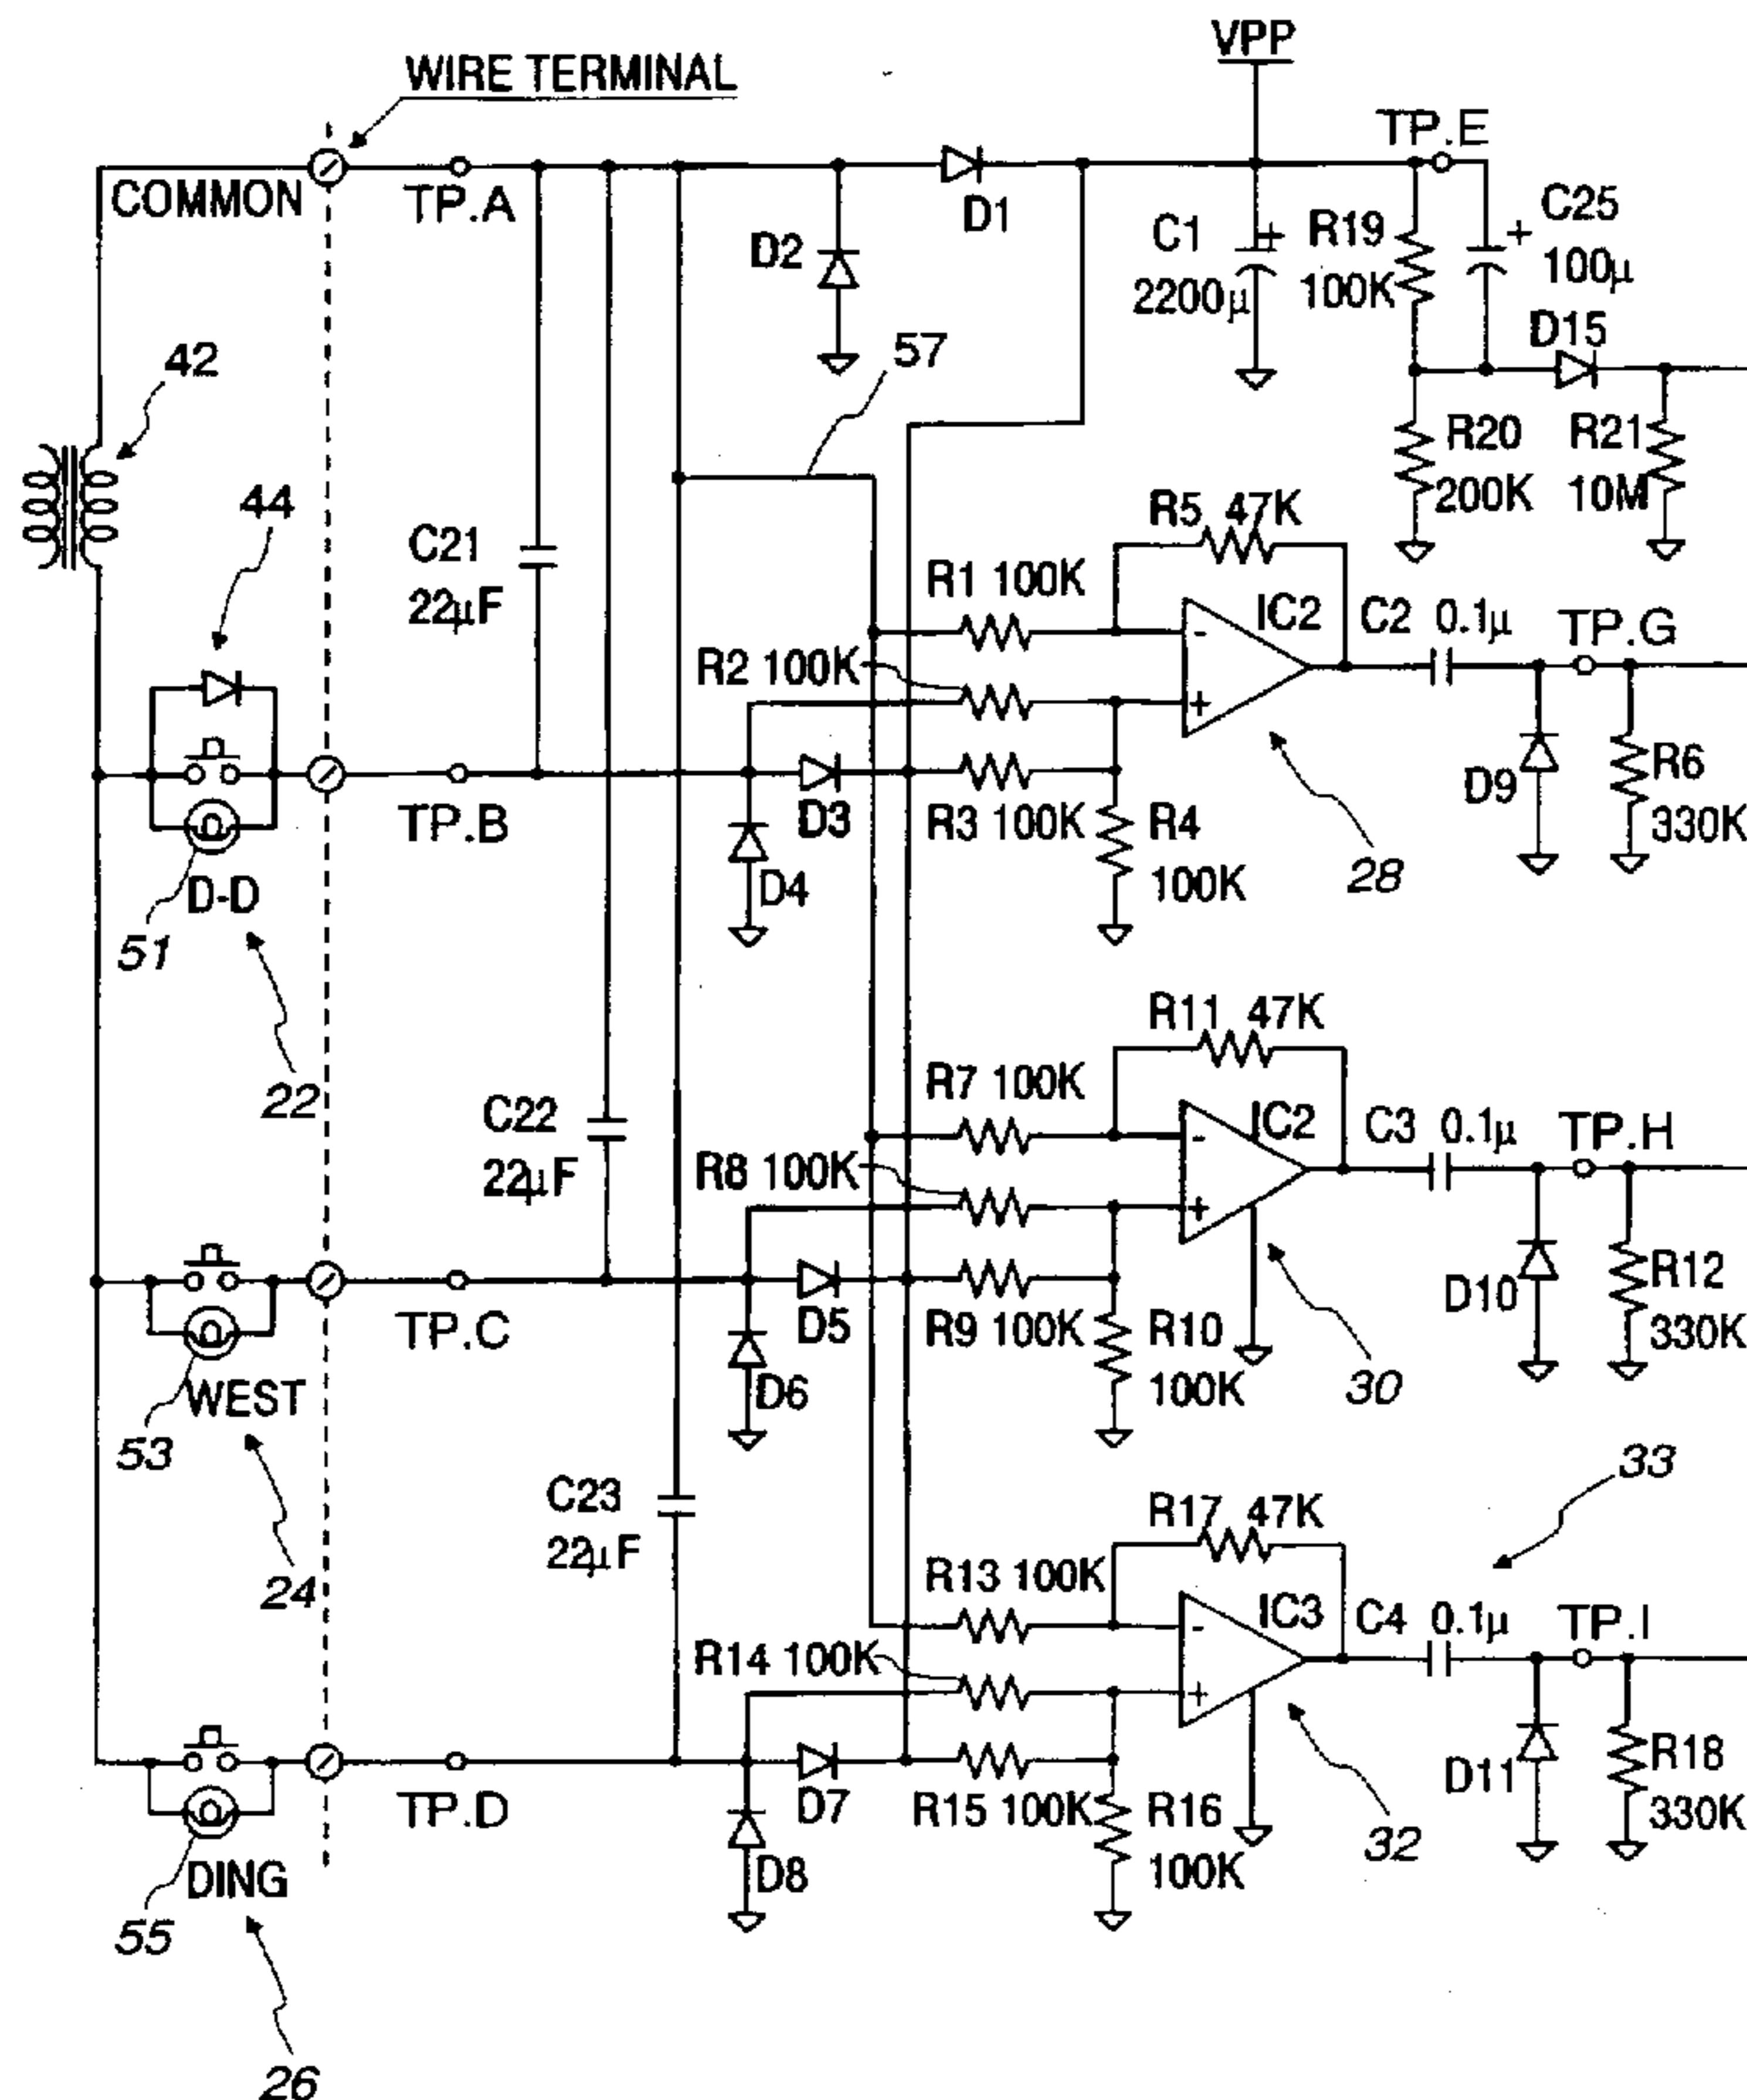 VPP
WIRE TERMINAL
TP.E
COMMON
TP.A
D1
D2
C1
2200μ
+
R19
100K
+
C25
100μ
D15
42
57
R20
200K
R21
10M
44
C21
22μF
R5 47K
R1 100K
IC2
C2 0.1μ
TP.G
R2 100K
-
+
TP.B
D3
R3 100K
R4
100K
D4
28
D9
R6
330K
D-D
51
22
R11 47K
R7 100K
IC2
C3 0.1μ
TP.H
C22
22μF
R8 100K
-
+
TP.C
D5
R9 100K
R10
100K
D6
30
D10
R12
330K
WEST
53
24
33
C23
22μF
R17 47K
R13 100K
IC3
C4 0.1μ
TP.I
R14 100K
-
+
TP.D
D7
R15 100K
R16
100K
D8
32
D11
R18
330K
DING
55
26